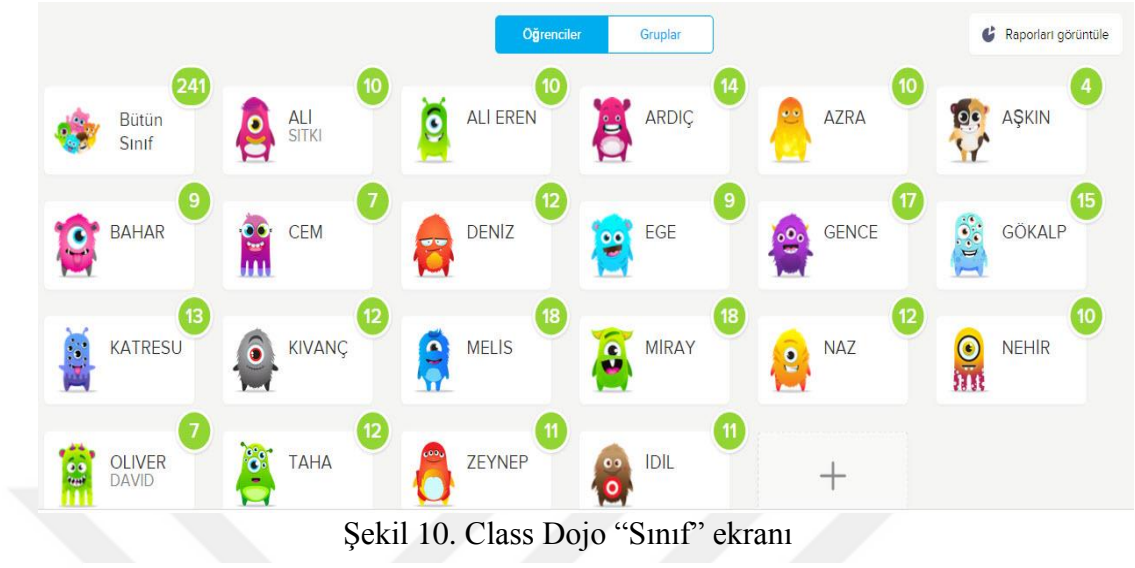 Öğrenciler Gruplar Raporları görüntüle
241 10 10 14 10 4
Bütün Sınıf
ALİ SITKI
ALİ EREN
ARDIÇ
AZRA
AŞKIN
9 7 12 9 17 15
BAHAR
CEM
DENİZ
EGE
GENCE
GÖKALP
13 12 18 18 12 10
KATRESU
KIVANÇ
MELİS
MİRAY
NAZ
NEHİR
7 12 11 11
OLIVER DAVID
TAHA
ZEYNEP
İDİL
Şekil 10. Class Dojo “Sınıf” ekranı